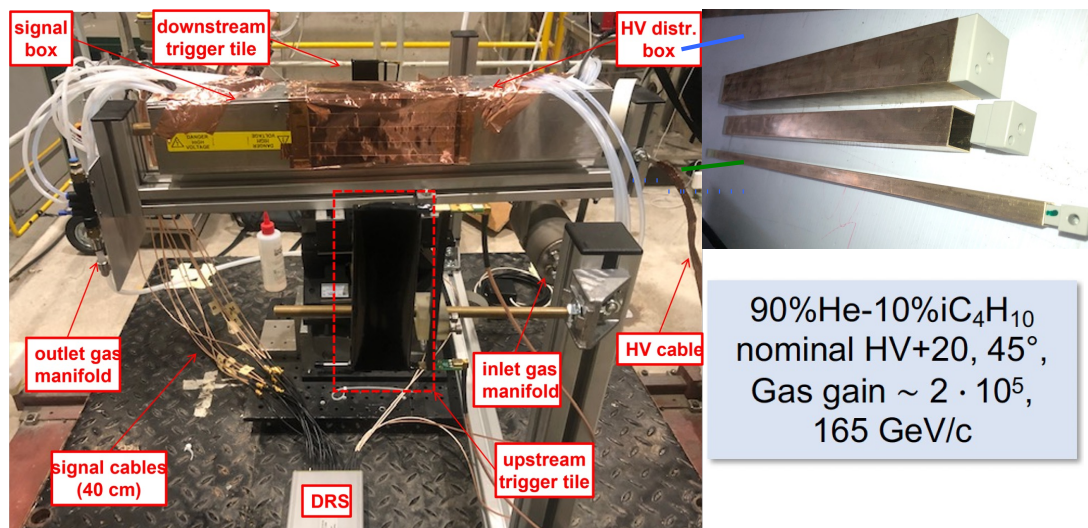 signal
box
downstream
trigger tile
HV distr.
box
DANGER
HIGH
VOLTAGE
outlet gas
manifold
inlet gas
manifold
HV cable
signal cables
(40 cm)
DRS
upstream
trigger tile
90%He-10%iC₄H₁₀
nominal HV+20, 45°,
Gas gain ~ 2 · 10⁵,
165 GeV/c